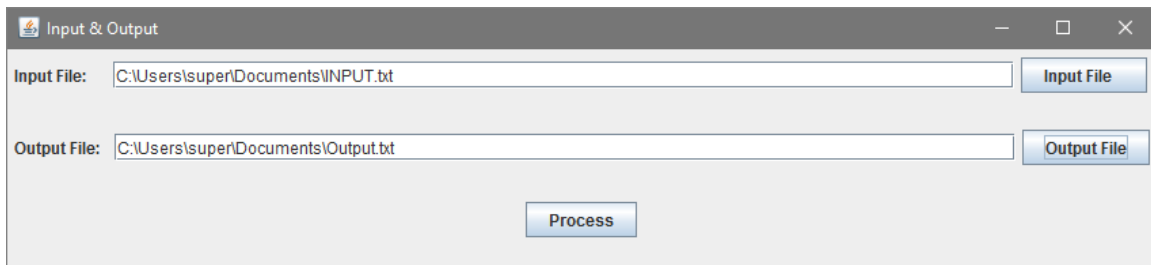 Input & Output
Input File: C:\Users\super\Documents\INPUT.txt Input File
Output File: C:\Users\super\Documents\Output.txt Output File
Process